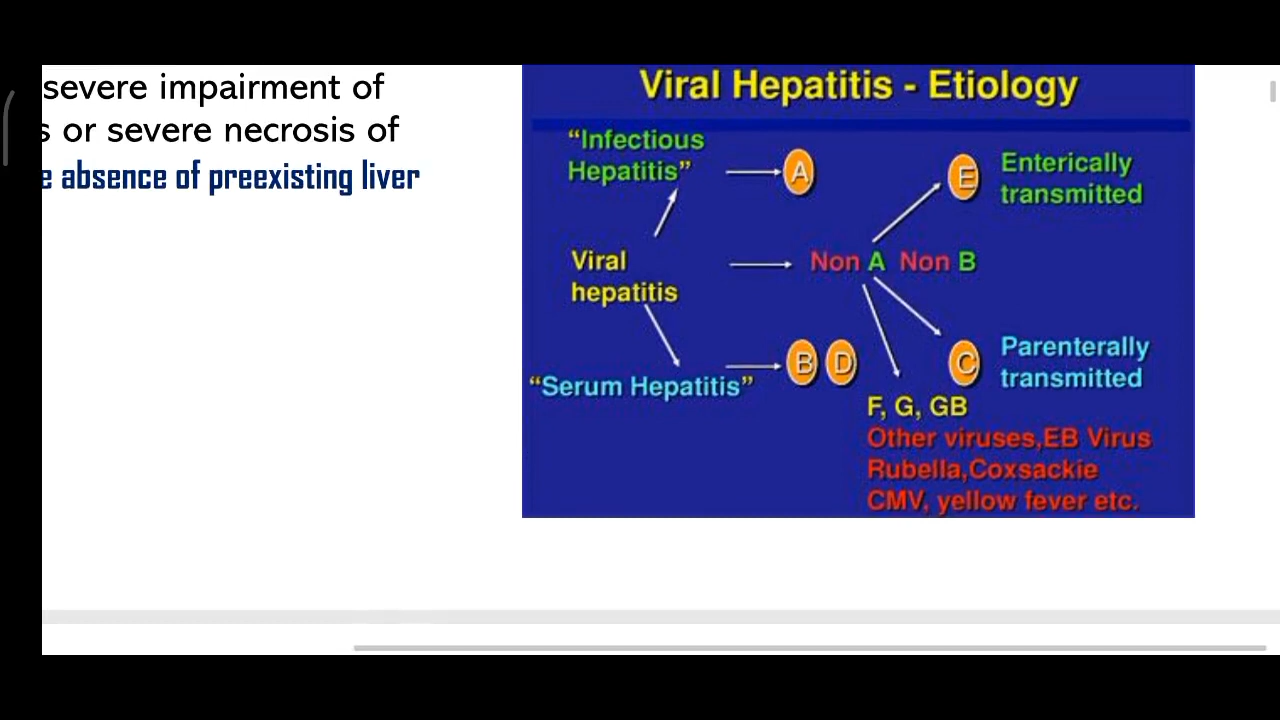 severe impairment of
s or severe necrosis of
e absence of preexisting liver
Viral Hepatitis - Etiology
“Infectious
Hepatitis”
A
E
Enterically
transmitted
Viral
hepatitis
Non A Non B
“Serum Hepatitis”
B D
C
Parenterally
transmitted
F, G, GB
Other viruses,EB Virus
Rubella,Coxsackie
CMV, yellow fever etc.